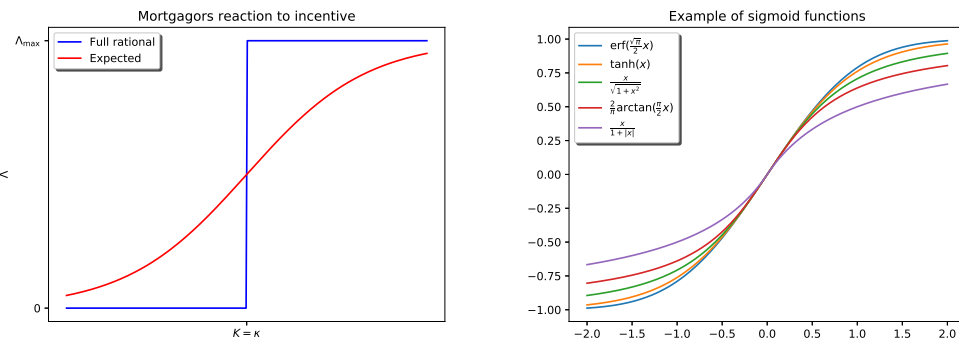 Mortgagors reaction to incentive
Λmax
Full rational
Expected
Λ
0
K = κ
Example of sigmoid functions
1.00
0.75
0.50
0.25
0.00
−0.25
−0.50
−0.75
−1.00
erf(√π/2 x)
tanh(x)
x/√(1+x²)
2/π arctan(π/2 x)
x/(1+|x|)
−2.0 −1.5 −1.0 −0.5 0.0 0.5 1.0 1.5 2.0